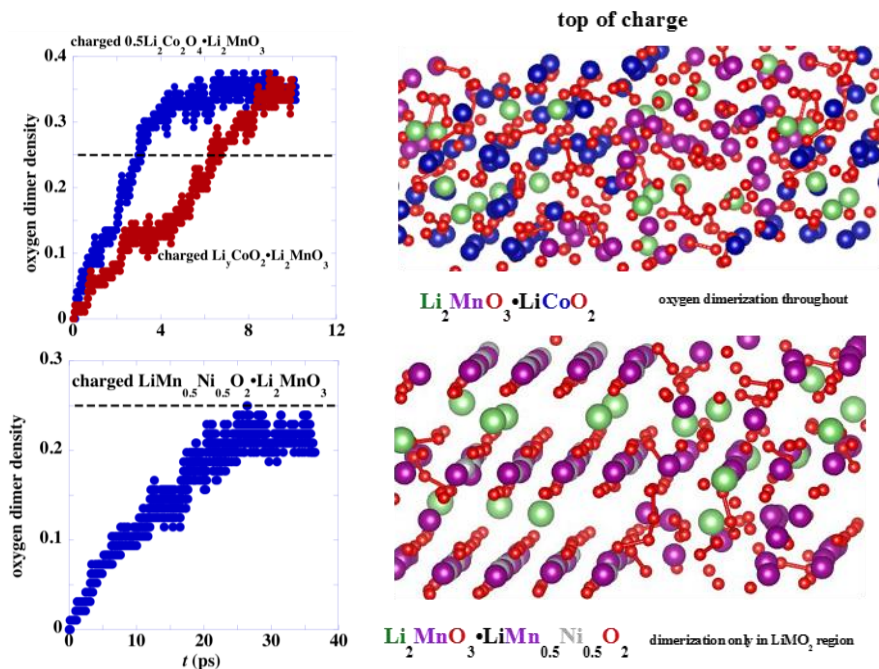 top of charge
charged 0.5Li2Co2O4•Li2MnO3
0.4
0.3
0.2
0.1
0
oxygen dimer density
charged LiyCoO2•Li2MnO3
0 4 8 12
Li2MnO3•LiCoO2
oxygen dimerization throughout
charged LiMn0.5Ni0.5O2•Li2MnO3
0.3
0.2
0.1
0.0
oxygen dimer density
0 10 20 30 40
t (ps)
Li2MnO3•LiMn0.5Ni0.5O2
dimerization only in LiMO2 region